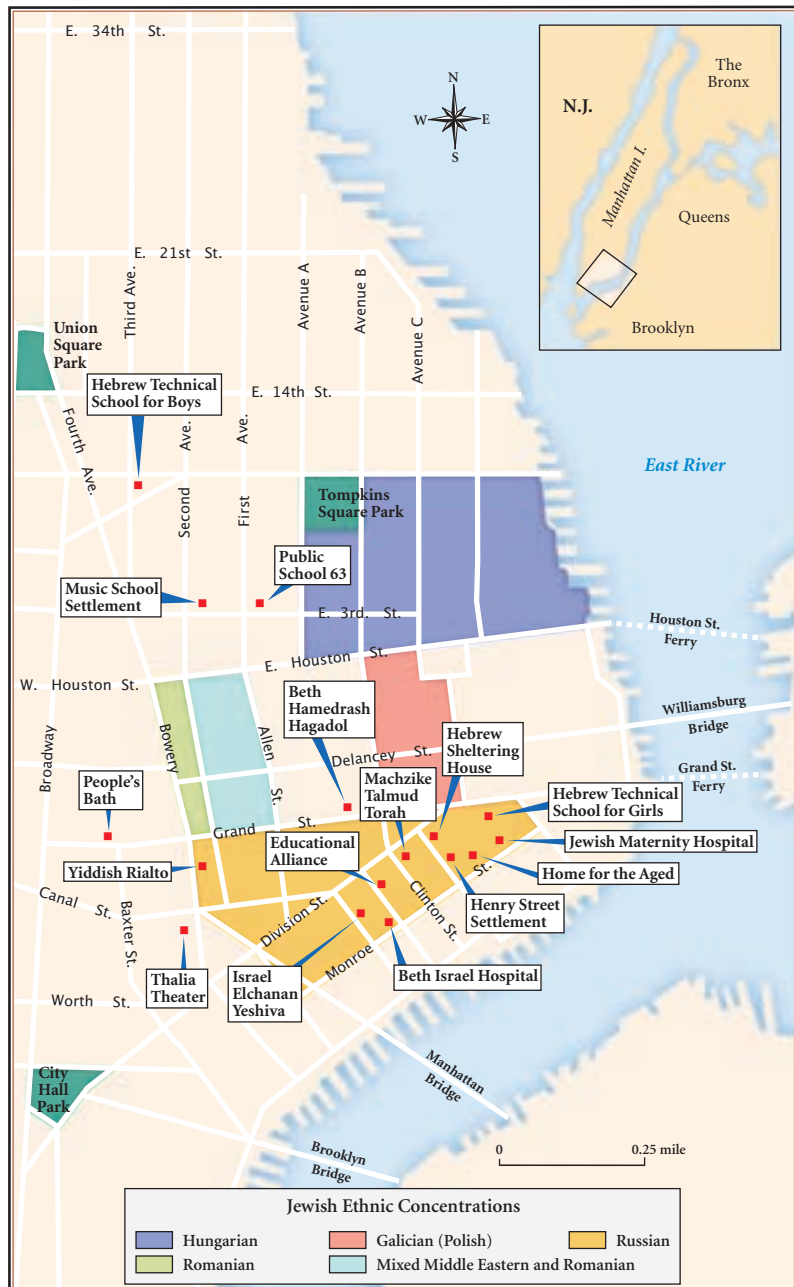 E. 34th St.
N
W
E
S
N.J.
The
Bronx
Manhattan I.
Queens
Brooklyn
E. 21st St.
Third Ave.
Avenue A
Avenue B
Avenue C
Union
Square
Park
Hebrew Technical
School for Boys
E. 14th St.
Fourth Ave.
Second Ave.
First Ave.
East River
Tompkins
Square Park
Public
School 63
Music School
Settlement
E. 3rd. St.
Houston St.
Ferry
E. Houston St.
W. Houston St.
Broadway
Bowery
Allen St.
Beth
Hamedrash
Hagadol
Delancey St.
Williamsburg
Bridge
Hebrew
Sheltering
House
Grand St.
Ferry
People's
Bath
Machzike
Talmud
Torah
Hebrew Technical
School for Girls
Grand St.
Educational
Alliance
Jewish Maternity Hospital
Yiddish Rialto
Home for the Aged
Canal St.
Baxter St.
Division St.
Clinton St.
Henry Street
Settlement
Monroe St.
Thalia
Theater
Israel
Elchanan
Yeshiva
Beth Israel Hospital
Worth St.
City
Hall
Park
Manhattan
Bridge
Brooklyn
Bridge
0 0.25 mile
Jewish Ethnic Concentrations
Hungarian
Galician (Polish)
Russian
Romanian
Mixed Middle Eastern and Romanian